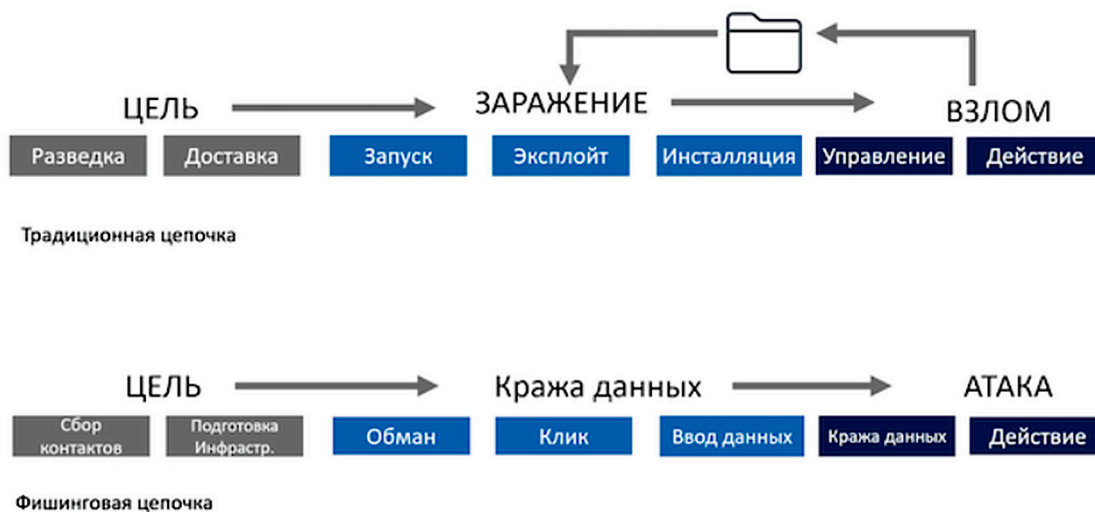 ЦЕЛЬ ЗАРАЖЕНИЕ ВЗЛОМ
Разведка Доставка Запуск Эксплойт Инсталляция Управление Действие
Традиционная цепочка
ЦЕЛЬ Кража данных АТАКА
Сбор контактов Подготовка Инфрастр. Обман Клик Ввод данных Кража данных Действие
Фишинговая цепочка